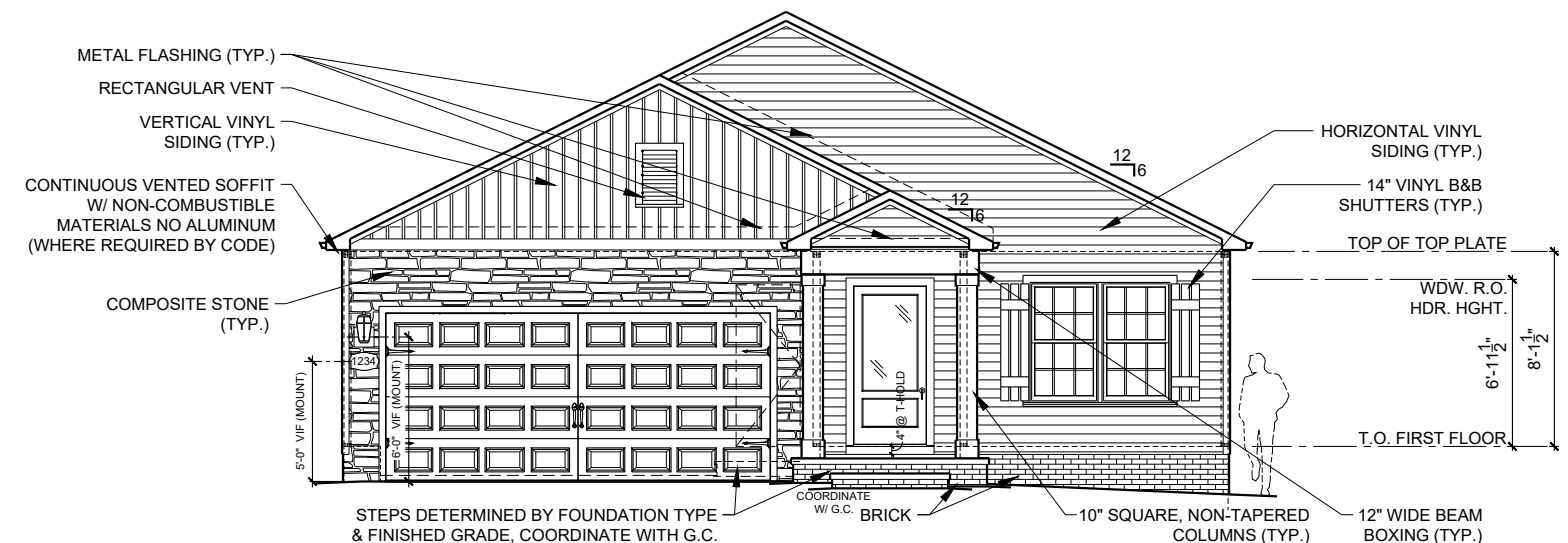 METAL FLASHING (TYP.)
RECTANGULAR VENT
VERTICAL VINYL
SIDING (TYP.)
CONTINUOUS VENTED SOFFIT
W/ NON-COMBUSTIBLE
MATERIALS NO ALUMINUM
(WHERE REQUIRED BY CODE)
COMPOSITE STONE
(TYP.)
1234
5'-0" VIF (MOUNT)
6'-0" VIF (MOUNT)
12
6
12
6
HORIZONTAL VINYL
SIDING (TYP.)
14" VINYL B&B
SHUTTERS (TYP.)
TOP OF TOP PLATE
WDW. R.O.
HDR. HGHT.
6'-11 1/2"
8'-1 1/2"
T.O. FIRST FLOOR
4" @ T-HOLD
STEPS DETERMINED BY FOUNDATION TYPE
& FINISHED GRADE, COORDINATE WITH G.C.
COORDINATE
W/ G.C.
BRICK
10" SQUARE, NON-TAPERED
COLUMNS (TYP.)
12" WIDE BEAM
BOXING (TYP.)